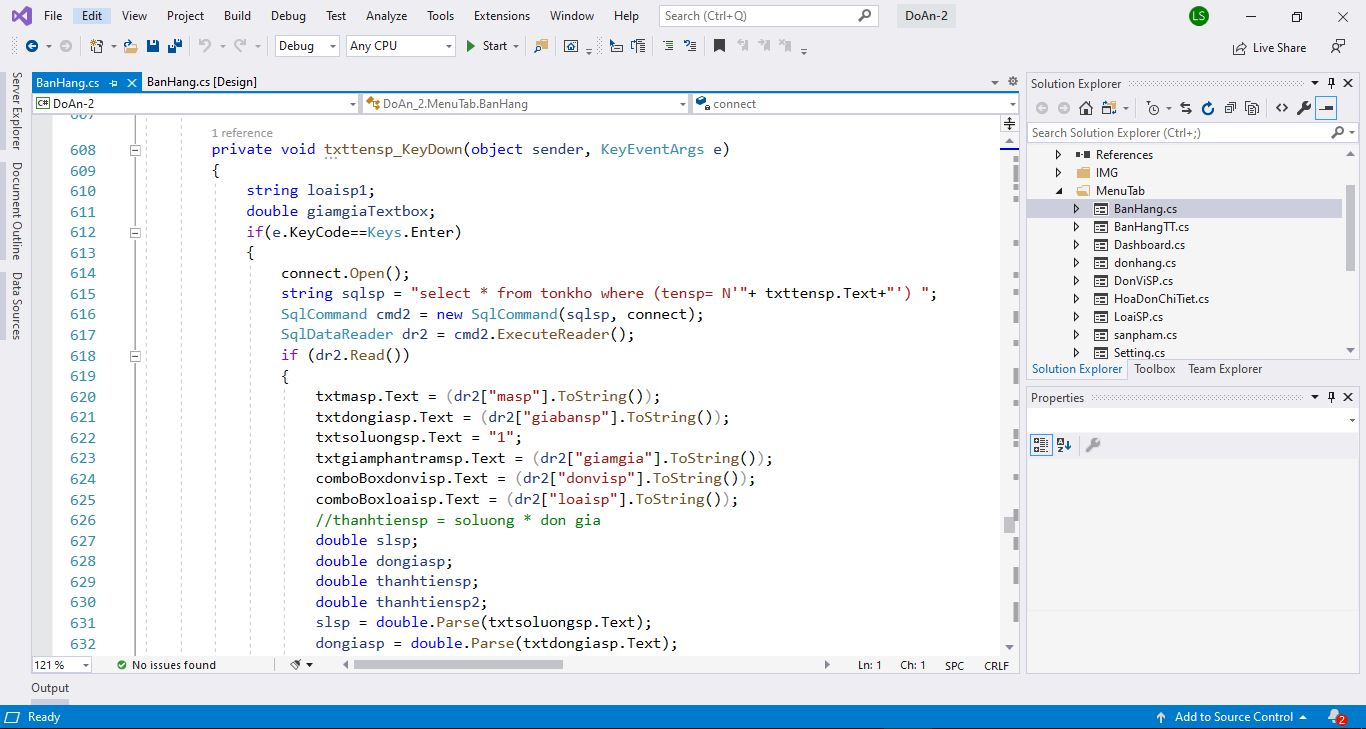 File Edit View Project Build Debug Test Analyze Tools Extensions Window Help Search (Ctrl+Q) DoAn-2 LS
Debug Any CPU Start Live Share
Server Explorer
Document Outline
Data Sources
BanHang.cs BanHang.cs [Design]
C# DoAn-2 DoAn_2.MenuTab.BanHang connect
607
1 reference
608 private void txttensp_KeyDown(object sender, KeyEventArgs e)
609 {
610 string loaisp1;
611 double giamgiaTextbox;
612 if(e.KeyCode==Keys.Enter)
613 {
614 connect.Open();
615 string sqlsp = "select * from tonkho where (tensp= N'"+ txttensp.Text+"') ";
616 SqlCommand cmd2 = new SqlCommand(sqlsp, connect);
617 SqlDataReader dr2 = cmd2.ExecuteReader();
618 if (dr2.Read())
619 {
620 txtmasp.Text = (dr2["masp"].ToString());
621 txtdongiasp.Text = (dr2["giabansp"].ToString());
622 txtsoluongsp.Text = "1";
623 txtgiamphantramsp.Text = (dr2["giamgia"].ToString());
624 comboBoxdonvisp.Text = (dr2["donvisp"].ToString());
625 comboBoxloaisp.Text = (dr2["loaisp"].ToString());
626 //thanhtiensp = soluong * don gia
627 double slsp;
628 double dongiasp;
629 double thanhtiensp;
630 double thanhtiensp2;
631 slsp = double.Parse(txtsoluongsp.Text);
632 dongiasp = double.Parse(txtdongiasp.Text);
121 % No issues found Ln: 1 Ch: 1 SPC CRLF
Solution Explorer
Search Solution Explorer (Ctrl+;)
References
IMG
MenuTab
BanHang.cs
BanHangTT.cs
Dashboard.cs
donhang.cs
DonViSP.cs
HoaDonChiTiet.cs
LoaiSP.cs
sanpham.cs
Setting.cs
Solution Explorer Toolbox Team Explorer
Properties
Output
Ready Add to Source Control 2